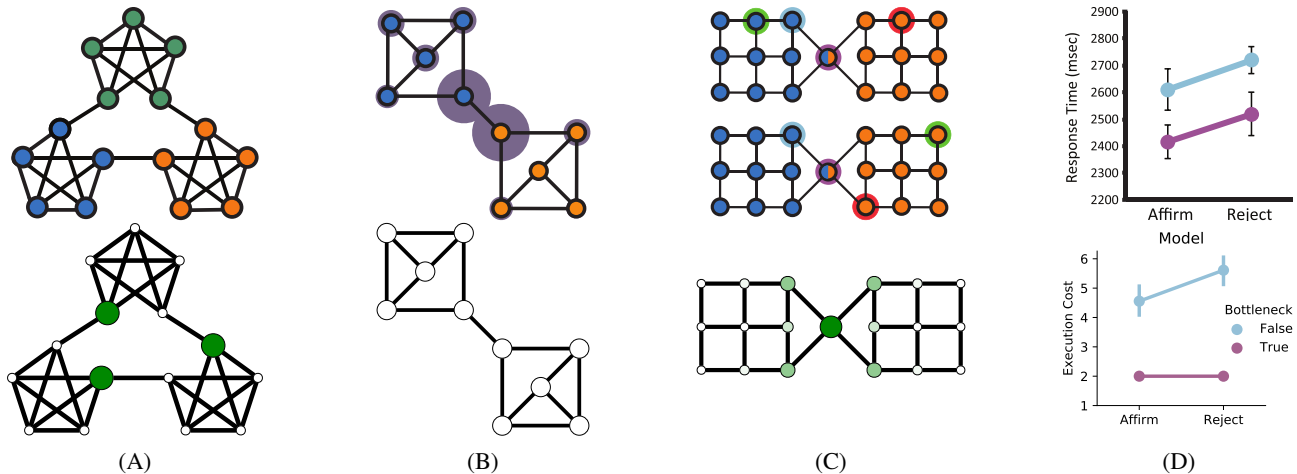 2900
2800
2700
2600
2500
2400
2300
2200
Response Time (msec)
Affirm Reject
Model
6
5
4
3
2
1
Execution Cost
Bottleneck
False
True
Affirm Reject
(A) (B) (C) (D)